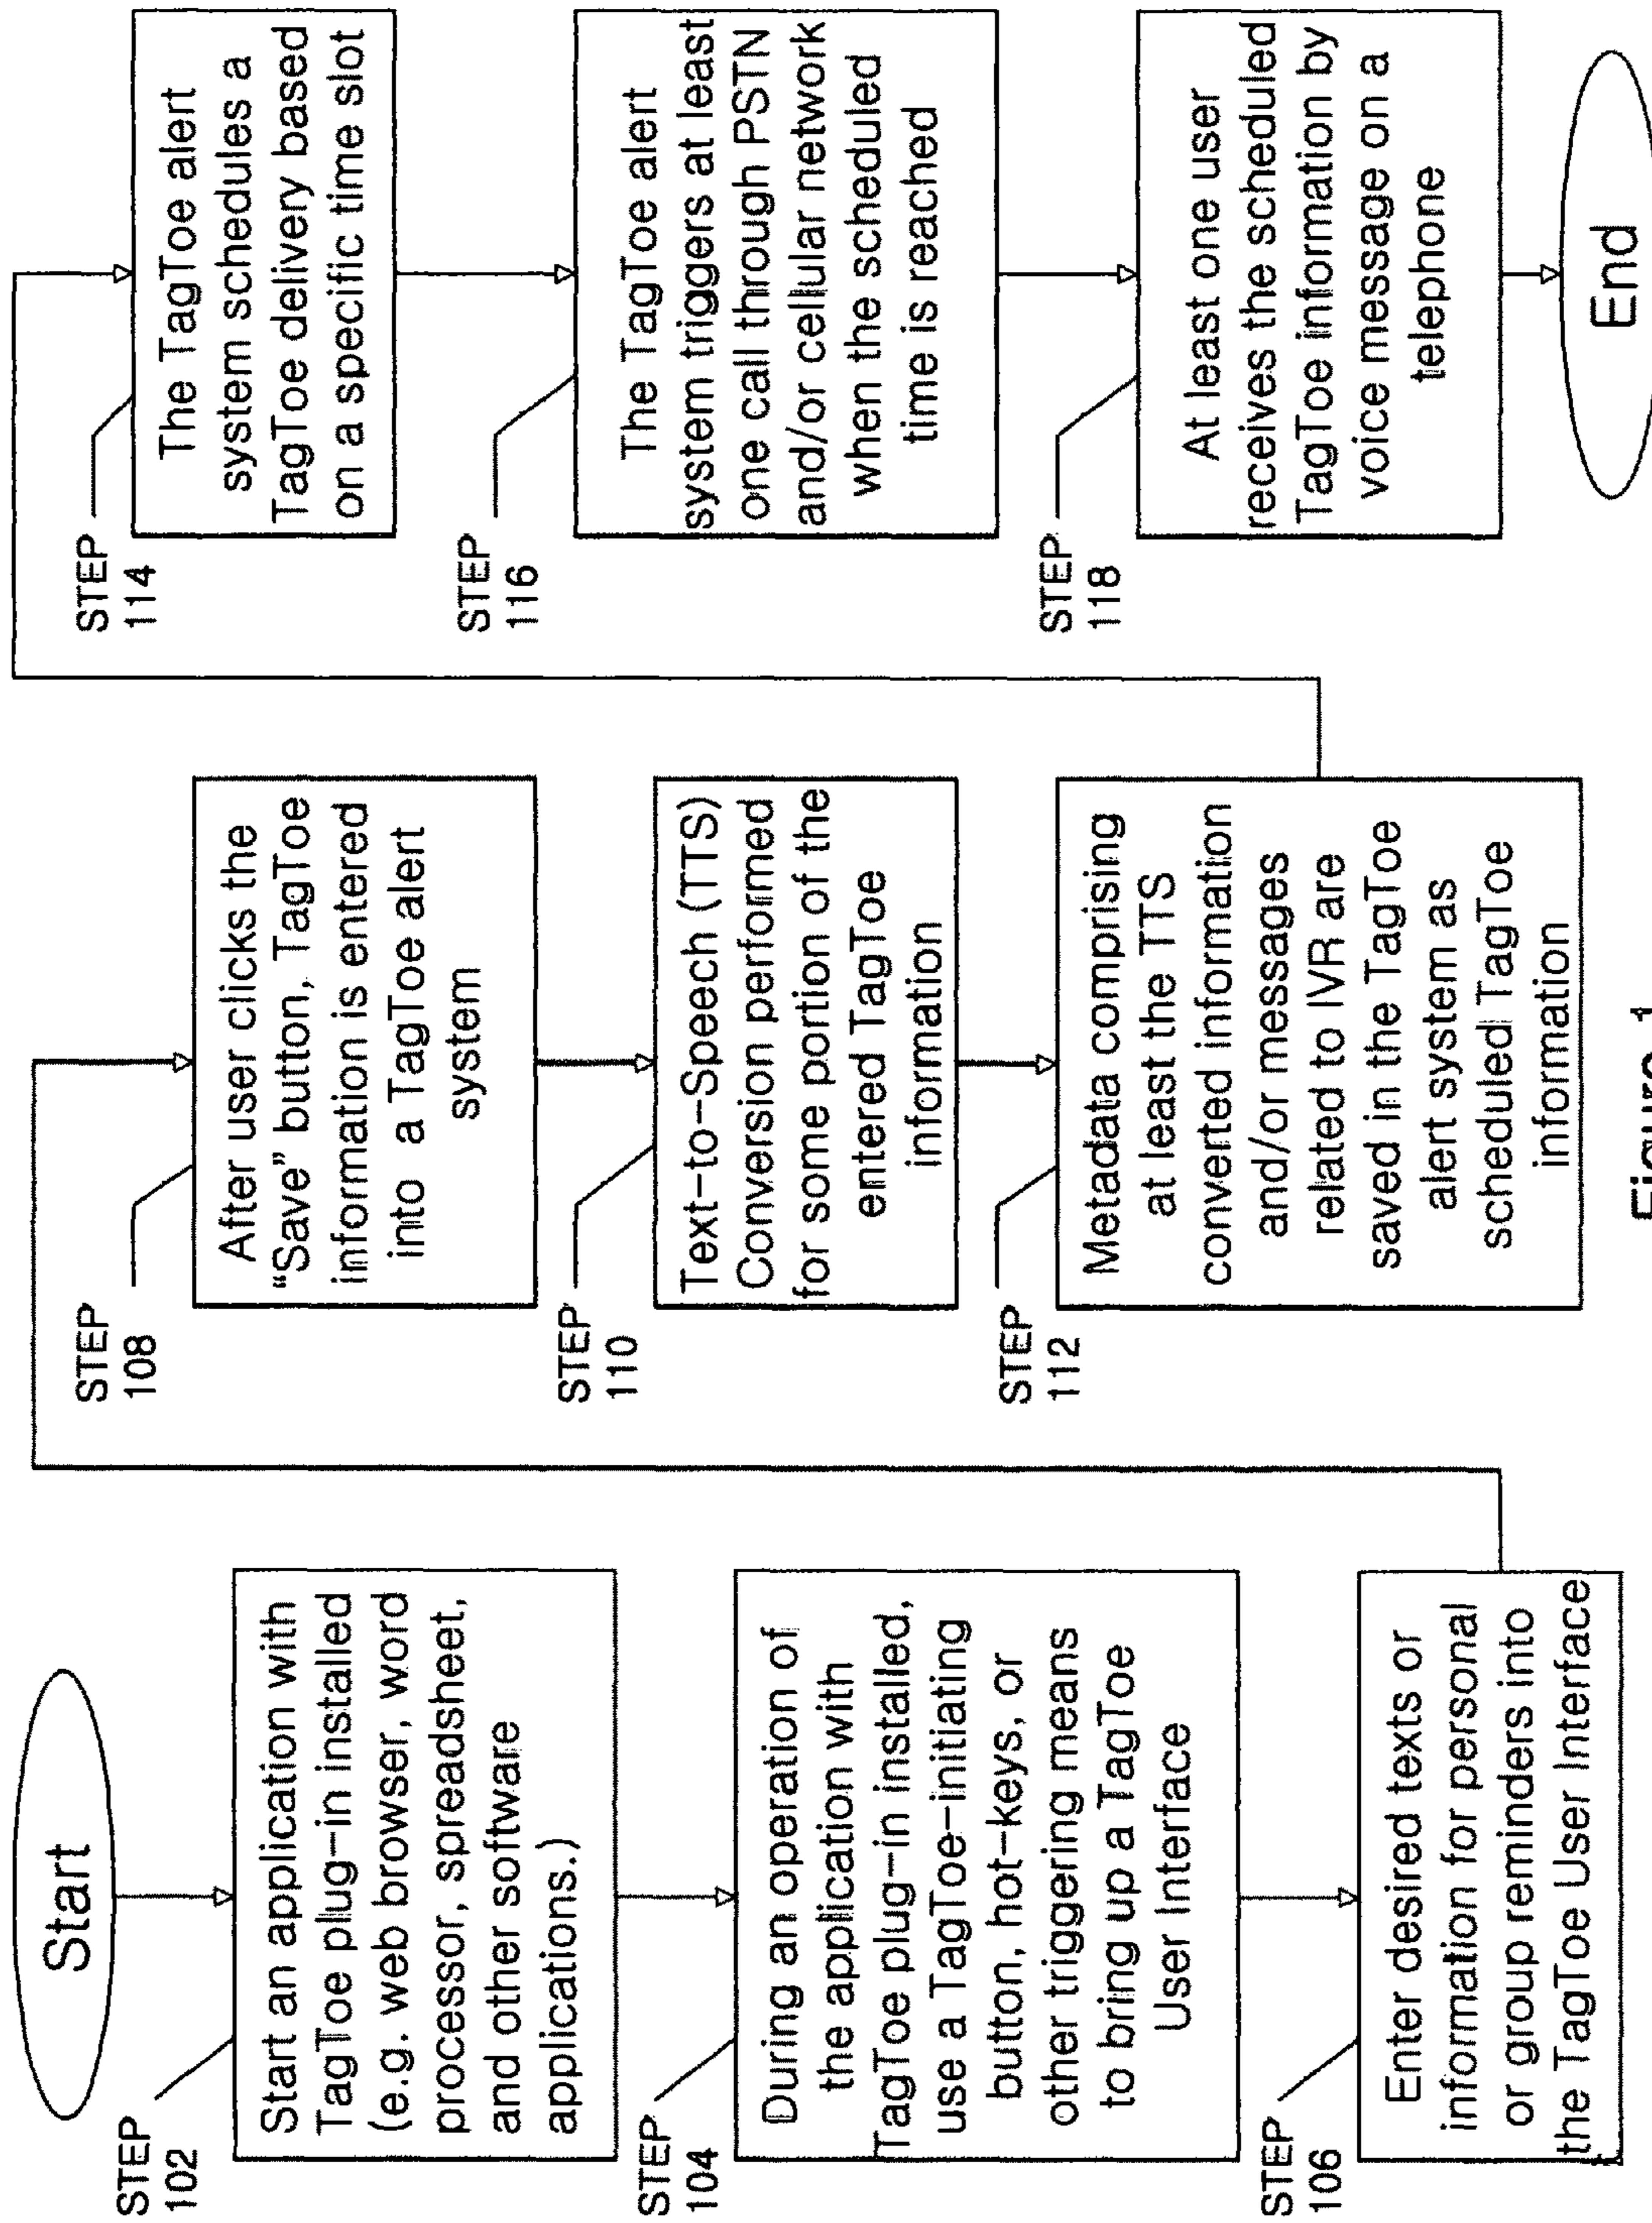 Start
STEP
102
Start an application with
TagToe plug-in installed
(e.g. web browser, word
processor, spreadsheet,
and other software
applications.)
STEP
104
During an operation of
the application with
TagToe plug-in installed,
use a TagToe-initiating
button, hot-keys, or
other triggering means
to bring up a TagToe
User Interface
STEP
106
Enter desired texts or
information for personal
or group reminders into
the TagToe User Interface
STEP
108
After user clicks the
“Save” button, TagToe
information is entered
into a TagToe alert
system
STEP
110
Text-to-Speech (TTS)
Conversion performed
for some portion of the
entered TagToe
information
STEP
112
Metadata comprising
at least the TTS
converted information
and/or messages
related to IVR are
saved in the TagToe
alert system as
scheduled TagToe
information
STEP
114
The TagToe alert
system schedules a
TagToe delivery based
on a specific time slot
STEP
116
The TagToe alert
system triggers at least
one call through PSTN
and/or cellular network
when the scheduled
time is reached
STEP
118
At least one user
receives the scheduled
TagToe information by
voice message on a
telephone
End
Figure 1